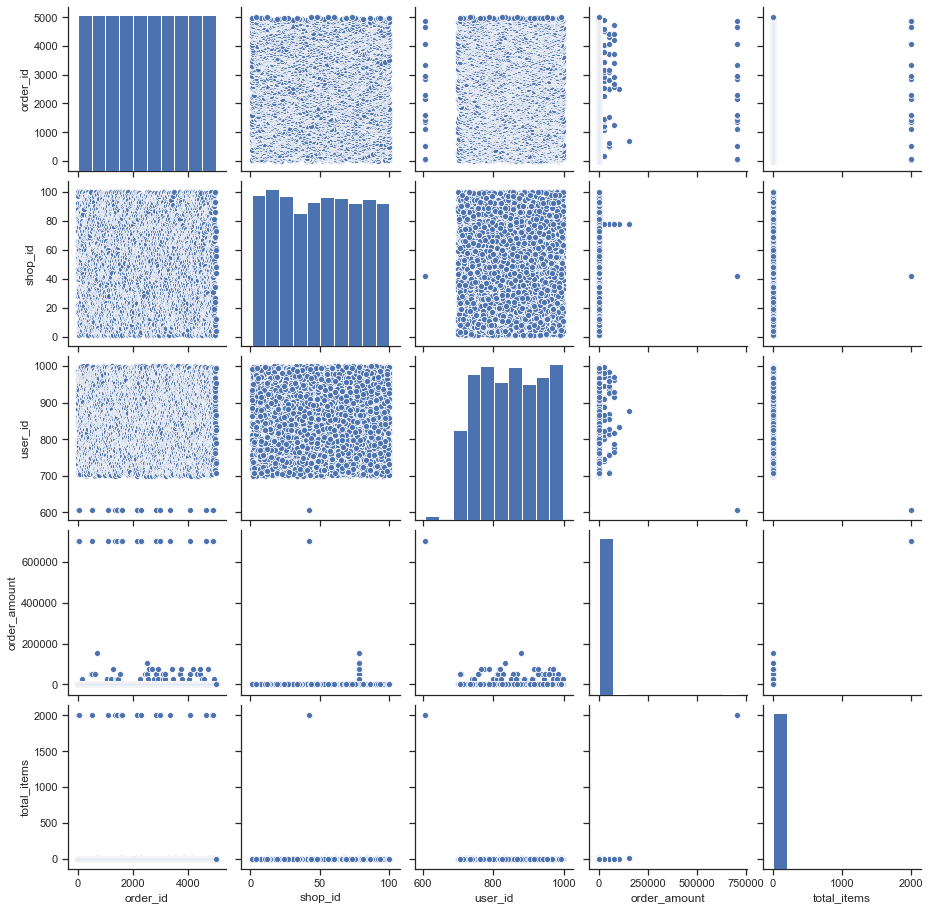 5000
4000
3000
2000
1000
0
order_id
100
80
60
40
20
0
shop_id
1000
900
800
700
600
user_id
600000
400000
200000
0
order_amount
2000
1500
1000
500
0
total_items
0 2000 4000
order_id
0 50 100
shop_id
600 800 1000
user_id
0 250000 500000 750000
order_amount
0 1000 2000
total_items